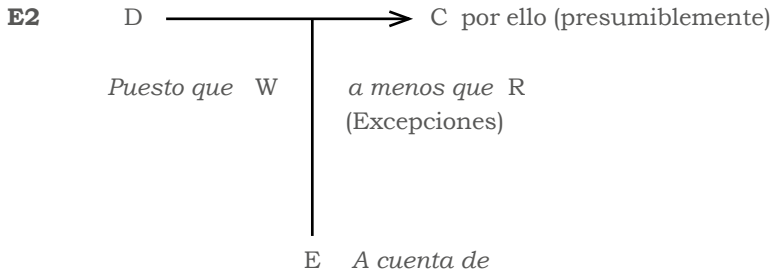 E2 D C por ello (presumiblemente)
Puesto que W a menos que R
(Excepciones)
E A cuenta de